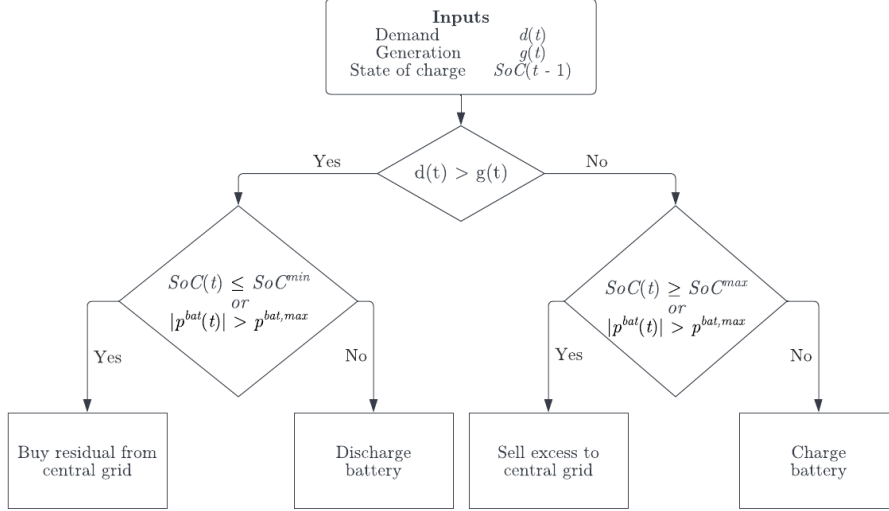 Inputs
Demand d(t)
Generation g(t)
State of charge SoC(t - 1)
Yes
No
d(t) > g(t)
SoC(t) ≤ SoC^min
or
|p^bat(t)| > p^bat,max
SoC(t) ≥ SoC^max
or
|p^bat(t)| > p^bat,max
Yes
No
Yes
No
Buy residual from
central grid
Discharge
battery
Sell excess to
central grid
Charge
battery